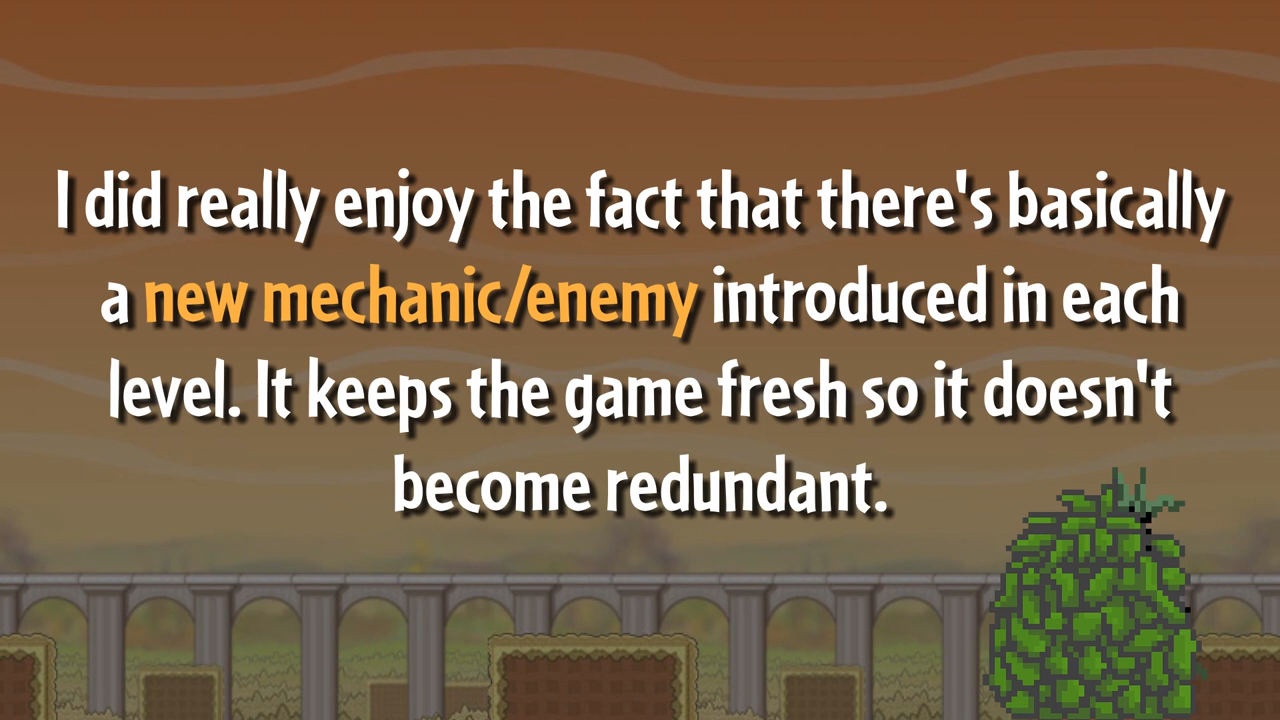 I did really enjoy the fact that there's basically
a new mechanic/enemy introduced in each
level. It keeps the game fresh so it doesn't
become redundant.